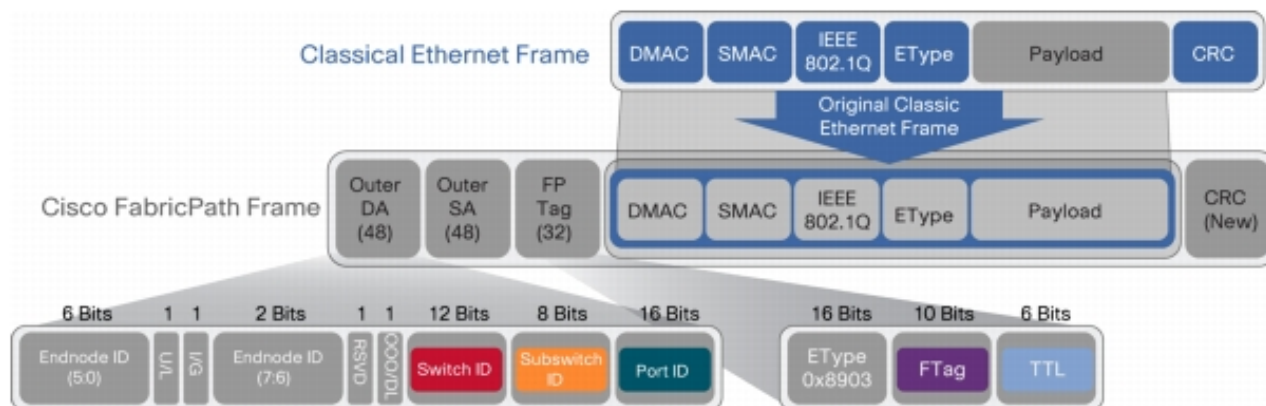 Classical Ethernet Frame
DMAC
SMAC
IEEE
802.1Q
EType
Payload
CRC
Original Classic
Ethernet Frame
Cisco FabricPath Frame
Outer
DA
(48)
Outer
SA
(48)
FP
Tag
(32)
DMAC
SMAC
IEEE
802.1Q
EType
Payload
CRC
(New)
6 Bits
1
1
2 Bits
1
1
12 Bits
8 Bits
16 Bits
Endnode ID
(5:0)
U/L
I/G
Endnode ID
(7:6)
RSVD
OOO/DL
Switch ID
Subswitch
ID
Port ID
16 Bits
10 Bits
6 Bits
EType
0x8903
FTag
TTL